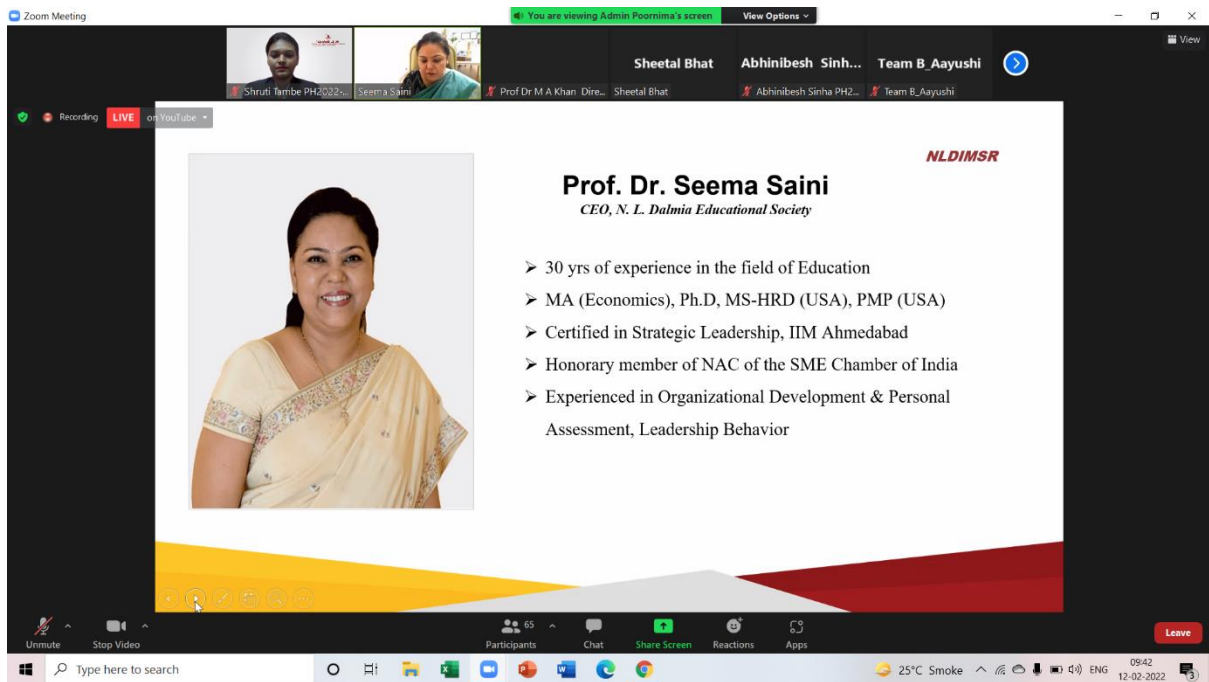 Zoom Meeting
You are viewing Admin Poornima's screen
View Options
View
Shruti Tambe PH2022-...
Seema Saini
Prof Dr M A Khan Dire...
Sheetal Bhat
Sheetal Bhat
Abhinibesh Sinh...
Abhinibesh Sinha PH2...
Team B_Aayushi
Team B_Aayushi
Recording
LIVE on YouTube
NLDIMSR
Prof. Dr. Seema Saini
CEO, N. L. Dalmia Educational Society
➢ 30 yrs of experience in the field of Education
➢ MA (Economics), Ph.D, MS-HRD (USA), PMP (USA)
➢ Certified in Strategic Leadership, IIM Ahmedabad
➢ Honorary member of NAC of the SME Chamber of India
➢ Experienced in Organizational Development & Personal
Assessment, Leadership Behavior
Unmute
Stop Video
65
Participants
Chat
Share Screen
Reactions
Apps
Leave
Type here to search
25°C Smoke
ENG
09:42
12-02-2022
3